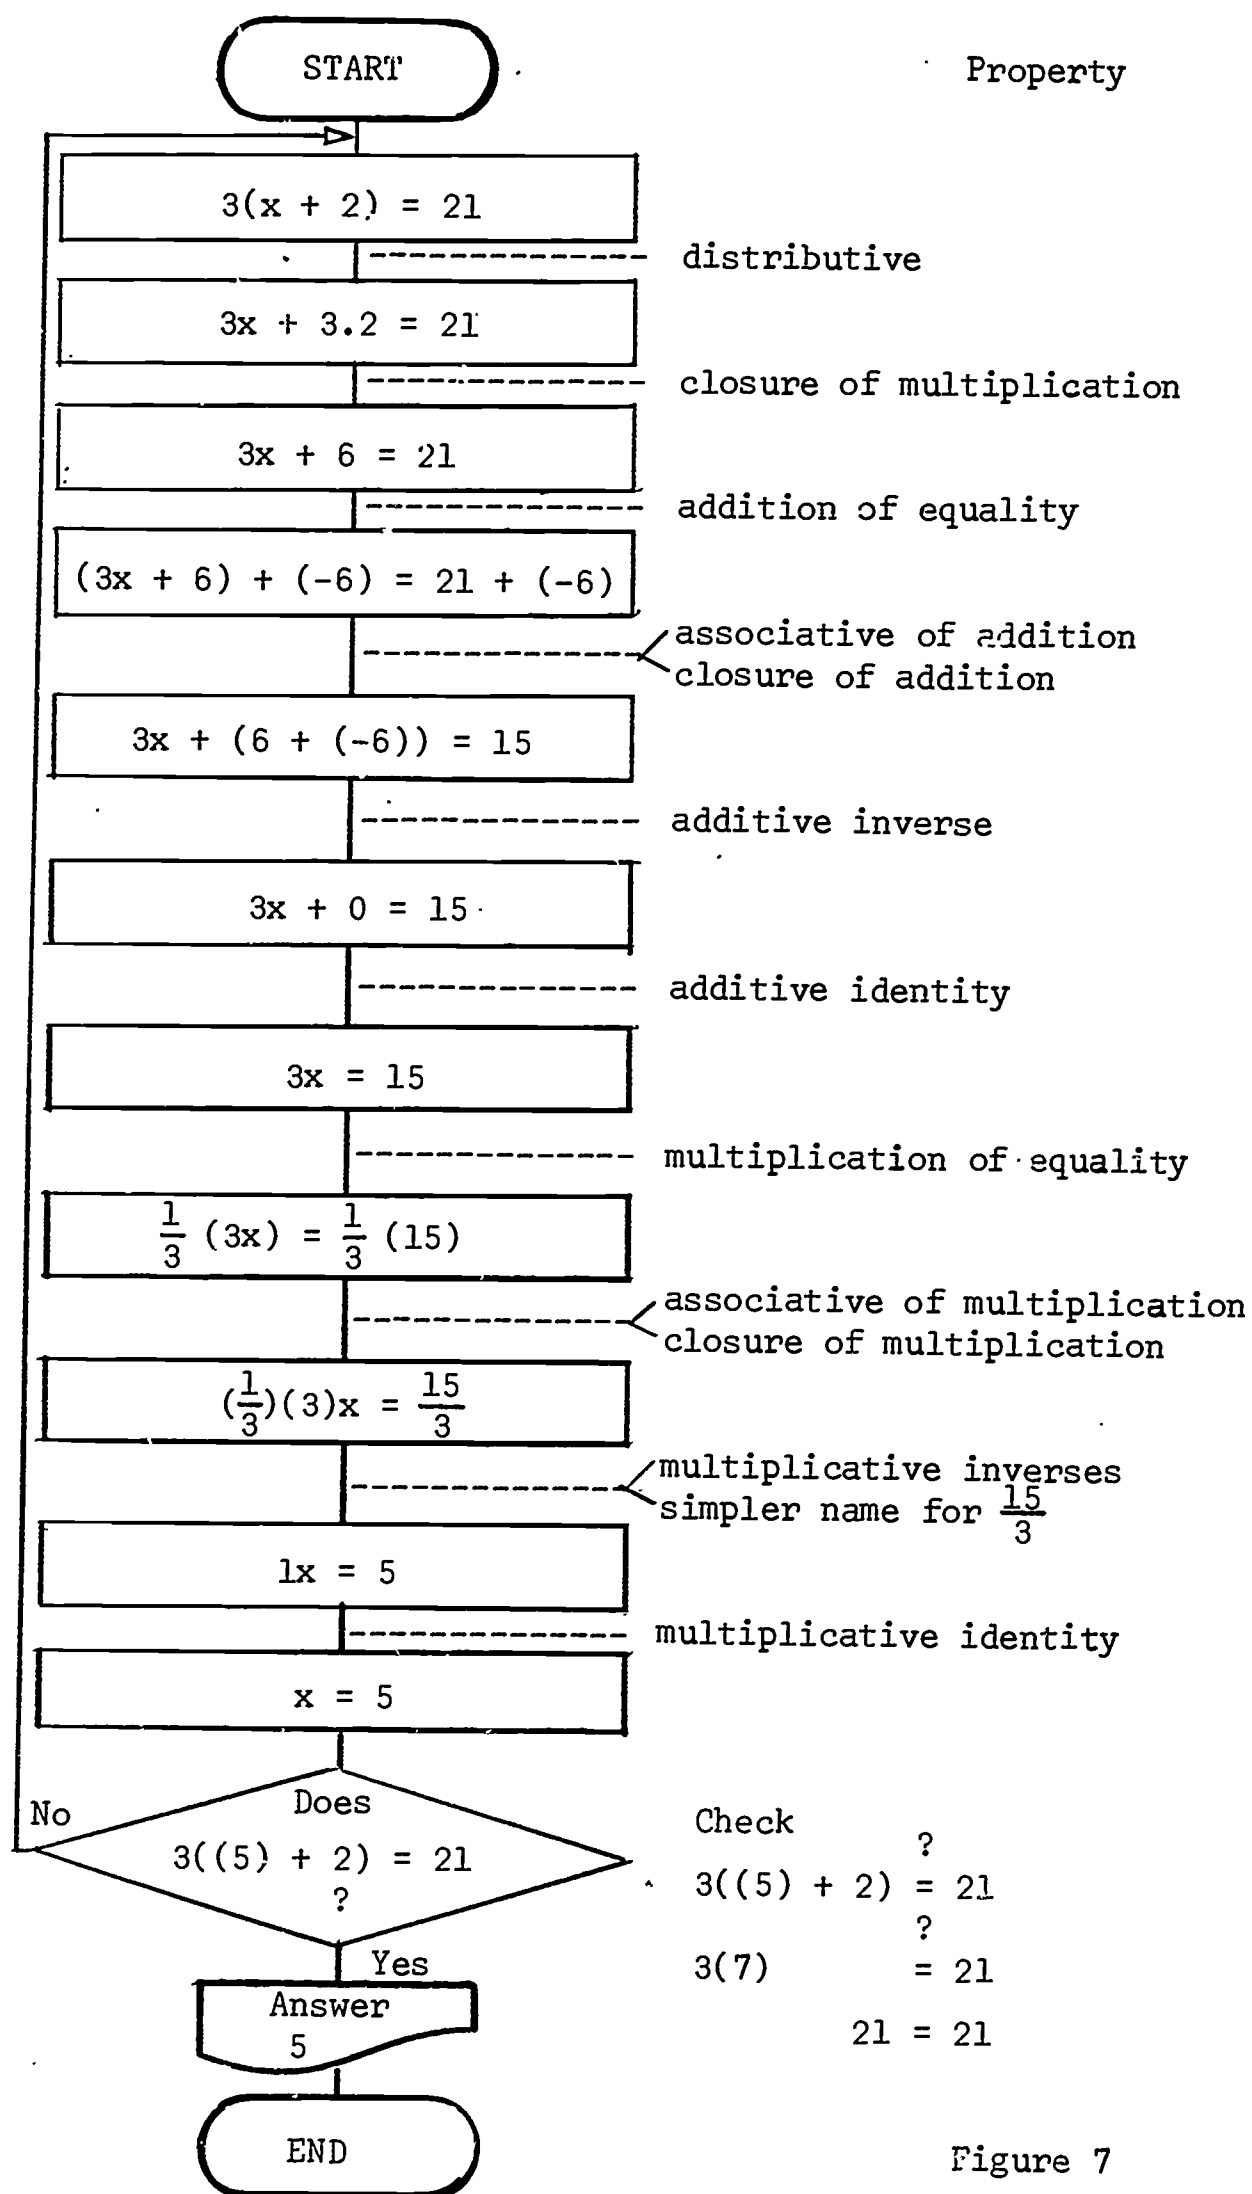 START
Property
3(x + 2) = 21
distributive
3x + 3.2 = 21
closure of multiplication
3x + 6 = 21
addition of equality
(3x + 6) + (-6) = 21 + (-6)
associative of addition
closure of addition
3x + (6 + (-6)) = 15
additive inverse
3x + 0 = 15
additive identity
3x = 15
multiplication of equality
1/3 (3x) = 1/3 (15)
associative of multiplication
closure of multiplication
(1/3)(3)x = 15/3
multiplicative inverses
simpler name for 15/3
1x = 5
multiplicative identity
x = 5
No
Does
3((5) + 2) = 21
?
Yes
Answer
5
END
Check
?
3((5) + 2) = 21
?
3(7) = 21
21 = 21
Figure 7